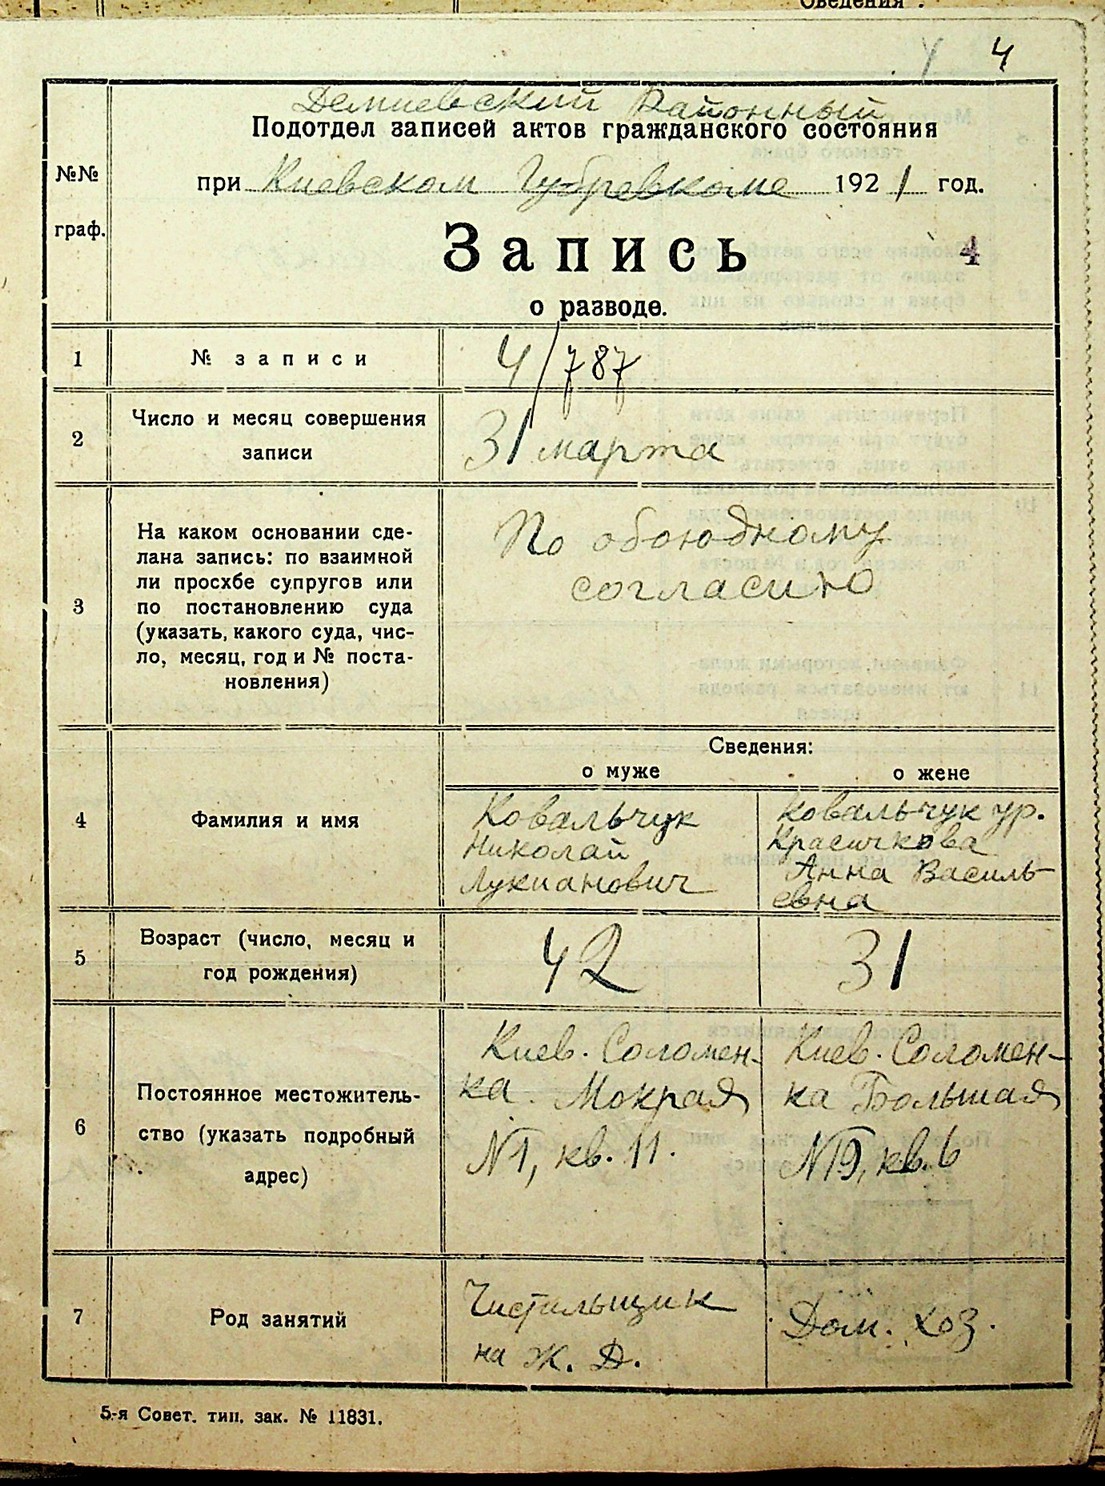 Сведения .
4 4
Демиевский Районный
Подотдел записей актов гражданского состояния
№№
граф.
при Киевском Губревкоме 1921 год.
Запись 4
о разводе.
1 № записи 4/787
2 Число и месяц совершения
записи 31 марта
3 На каком основании сде-
лана запись: по взаимной
ли просхбе супругов или
по постановлению суда
(указать, какого суда, чис-
ло, месяц, год и № поста-
новления)
По обоюдному
согласию
Сведения:
о муже о жене
4 Фамилия и имя
Ковальчук
Николай
Лукианович
Ковальчук ур.
Красичкова
Анна Василь-
евна
5 Возраст (число, месяц и
год рождения) 42 31
6 Постоянное местожитель-
ство (указать подробный
адрес)
Киев. Соломен-
ка. Мокрая
№1, кв. 11.
Киев. Соломен-
ка Большая
№19, кв. 6
7 Род занятий
Чистильщик
на ж. д.
Дом. хоз.
5-я Совет. тип. зак. № 11831.